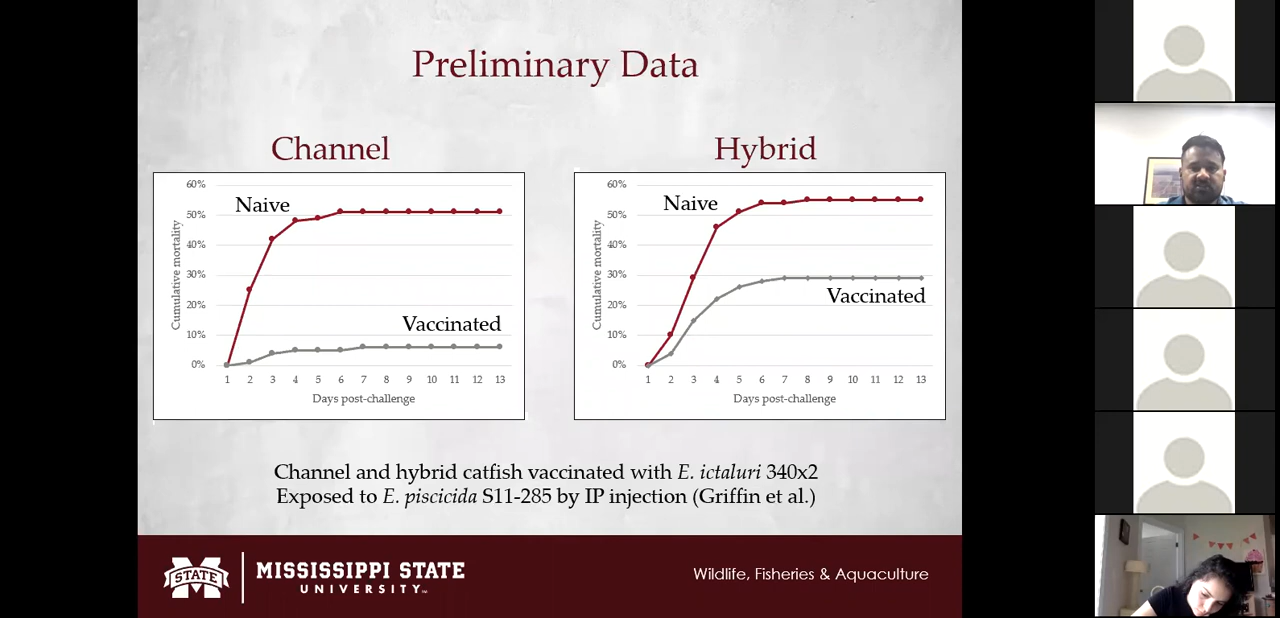 Preliminary Data
Channel
60%
50%
40%
30%
20%
10%
0%
Cumulative mortality
Naive
Vaccinated
1 2 3 4 5 6 7 8 9 10 11 12 13
Days post-challenge
Hybrid
60%
50%
40%
30%
20%
10%
0%
Cumulative mortality
Naive
Vaccinated
1 2 3 4 5 6 7 8 9 10 11 12 13
Days post-challenge
Channel and hybrid catfish vaccinated with E. ictaluri 340x2
Exposed to E. piscicida S11-285 by IP injection (Griffin et al.)
STATE
MISSISSIPPI STATE
UNIVERSITY™
Wildlife, Fisheries & Aquaculture